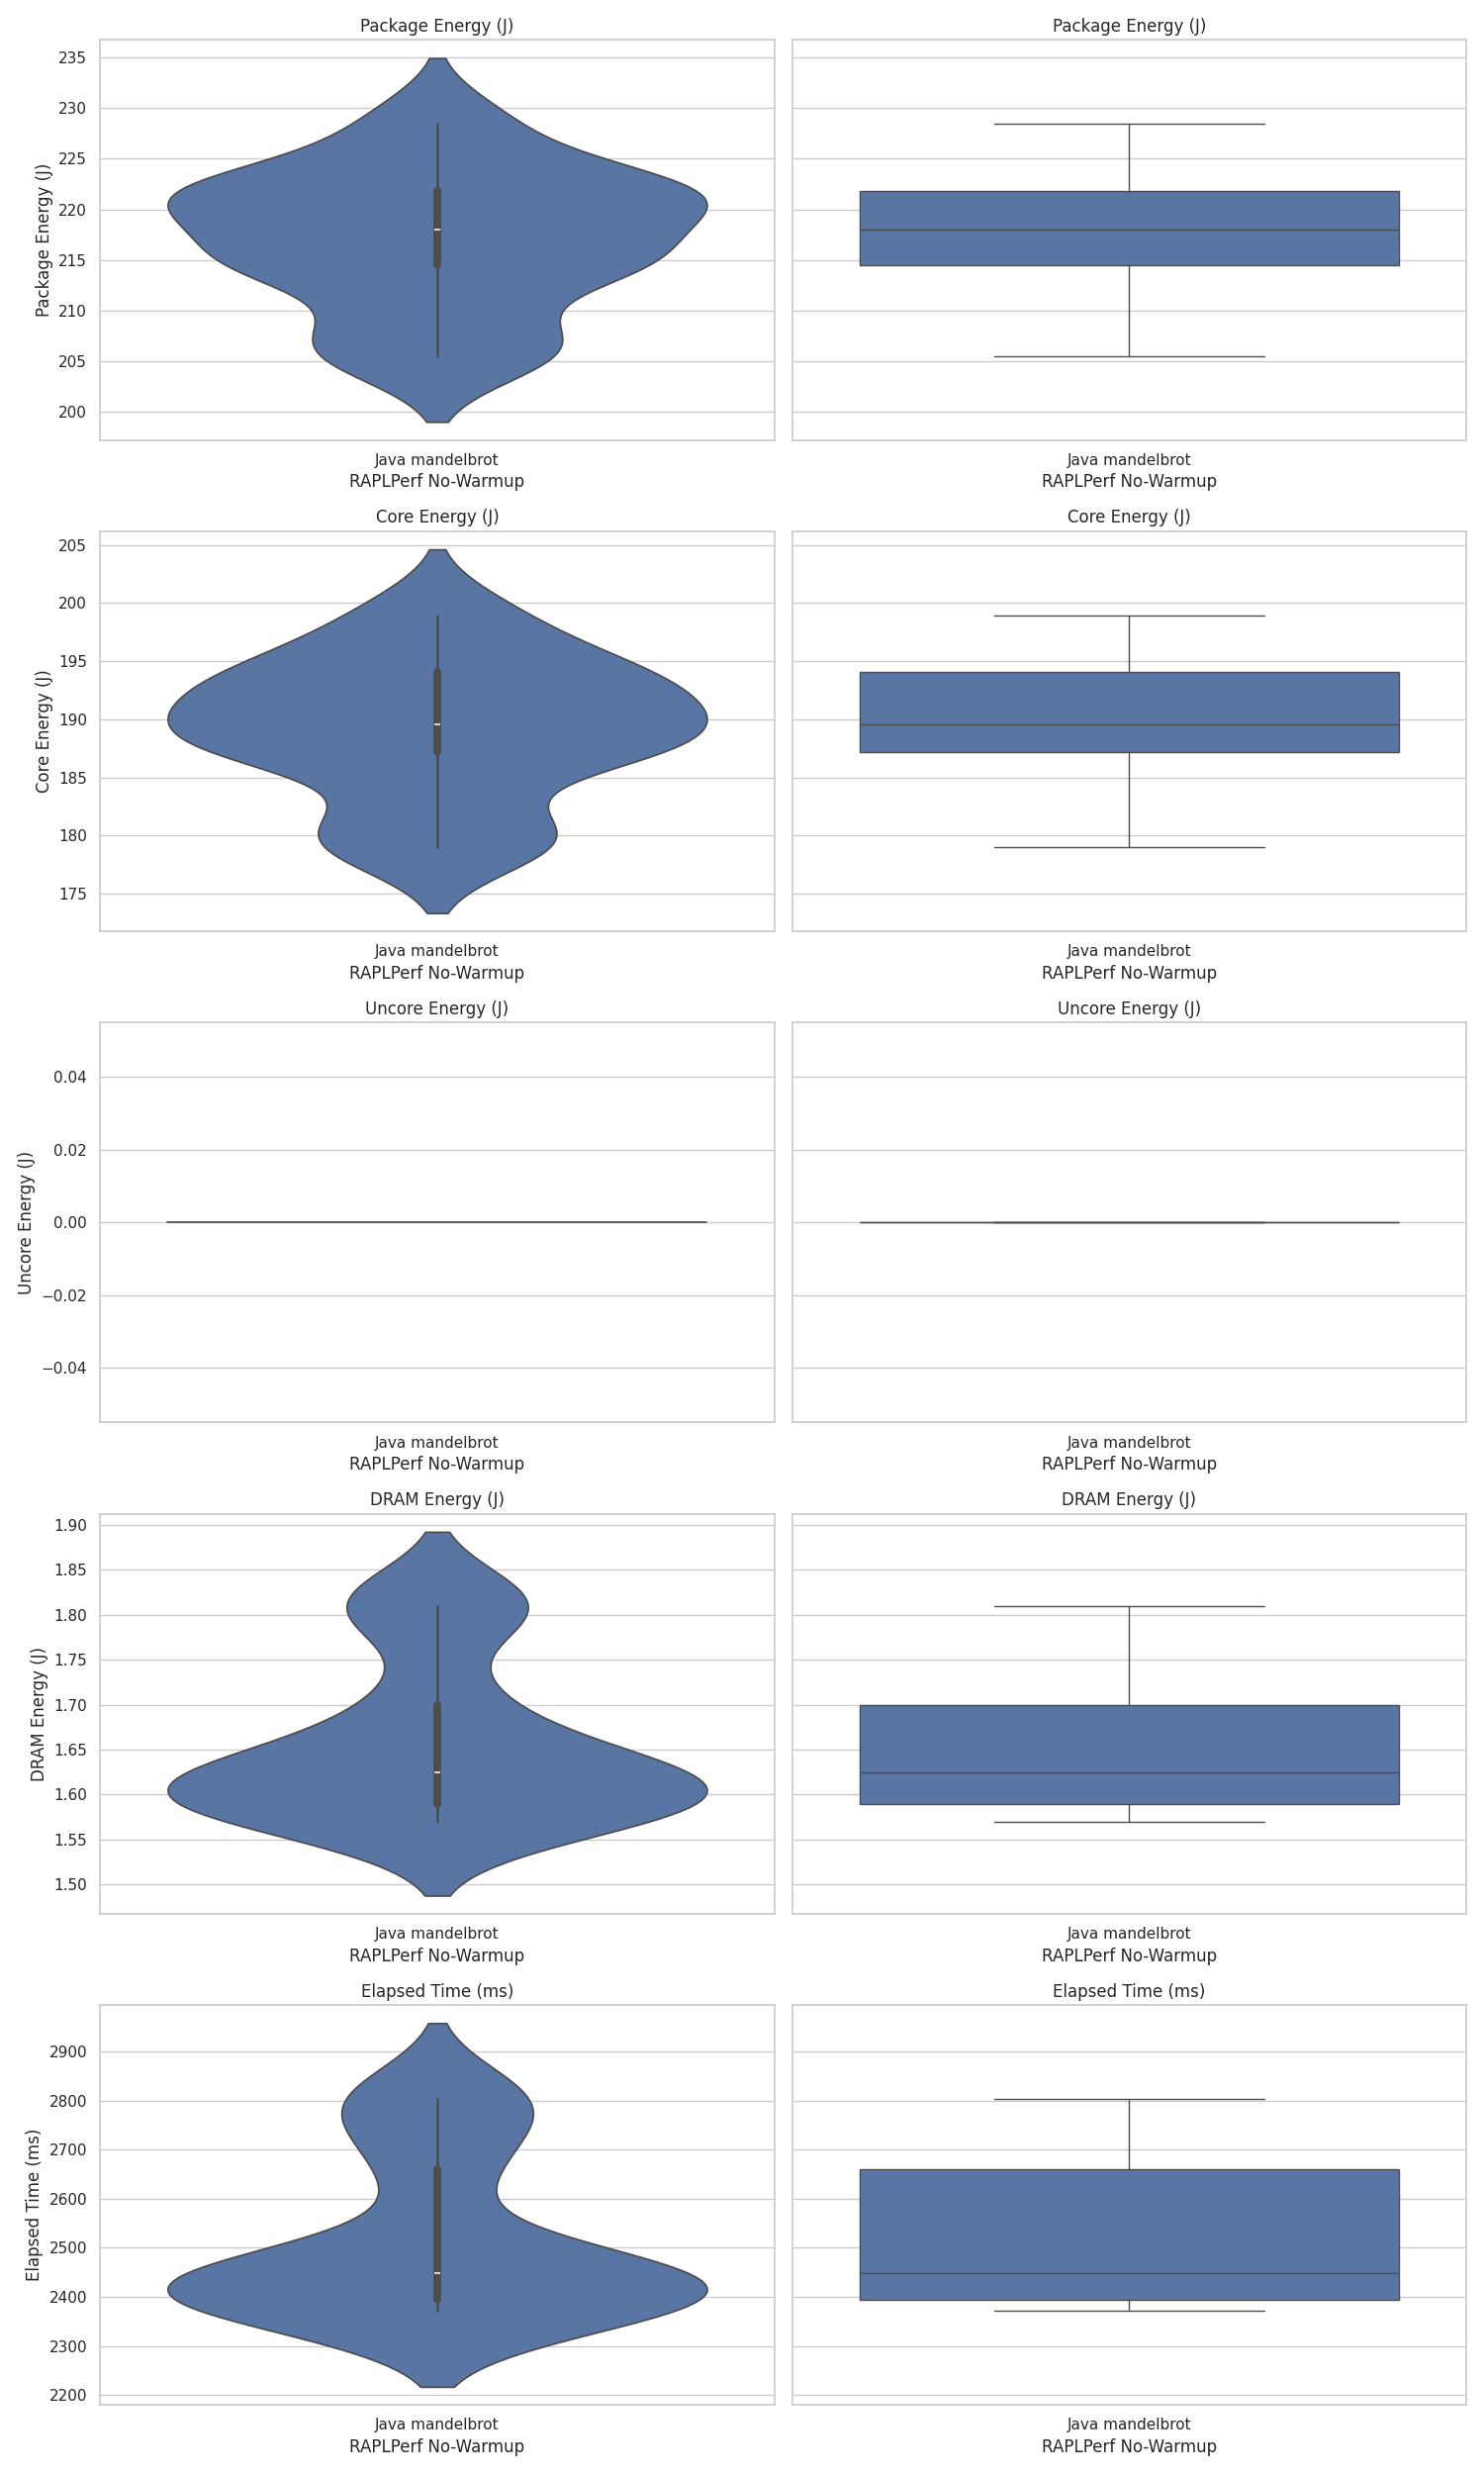 Package Energy (J)
Package Energy (J)
Package Energy (J)
235
230
225
220
215
210
205
200
Java mandelbrot
RAPLPerf No-Warmup
Java mandelbrot
RAPLPerf No-Warmup
Core Energy (J)
Core Energy (J)
Core Energy (J)
205
200
195
190
185
180
175
Java mandelbrot
RAPLPerf No-Warmup
Java mandelbrot
RAPLPerf No-Warmup
Uncore Energy (J)
Uncore Energy (J)
Uncore Energy (J)
0.04
0.02
0.00
−0.02
−0.04
Java mandelbrot
RAPLPerf No-Warmup
Java mandelbrot
RAPLPerf No-Warmup
DRAM Energy (J)
DRAM Energy (J)
DRAM Energy (J)
1.90
1.85
1.80
1.75
1.70
1.65
1.60
1.55
1.50
Java mandelbrot
RAPLPerf No-Warmup
Java mandelbrot
RAPLPerf No-Warmup
Elapsed Time (ms)
Elapsed Time (ms)
Elapsed Time (ms)
2900
2800
2700
2600
2500
2400
2300
2200
Java mandelbrot
RAPLPerf No-Warmup
Java mandelbrot
RAPLPerf No-Warmup